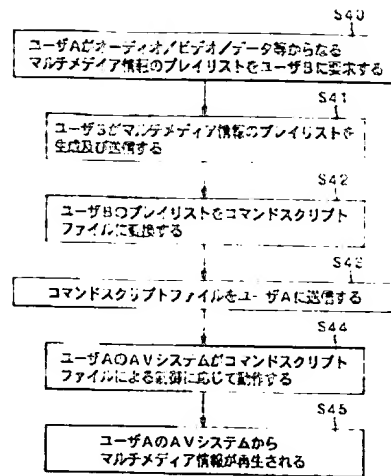 S40
ユーザAがオーディオ/ビデオ/データ等からなる
マルチメディア情報のプレイリストをユーザBに要求する
S41
ユーザBがマルチメディア情報のプレイリストを
生成及び送信する
S42
ユーザBのプレイリストをコマンドスクリプト
ファイルに変換する
S43
コマンドスクリプトファイルをユーザAに送信する
S44
ユーザAのAVシステムがコマンドスクリプト
ファイルによる制御に応じて動作する
S45
ユーザAのAVシステムから
マルチメディア情報が再生される